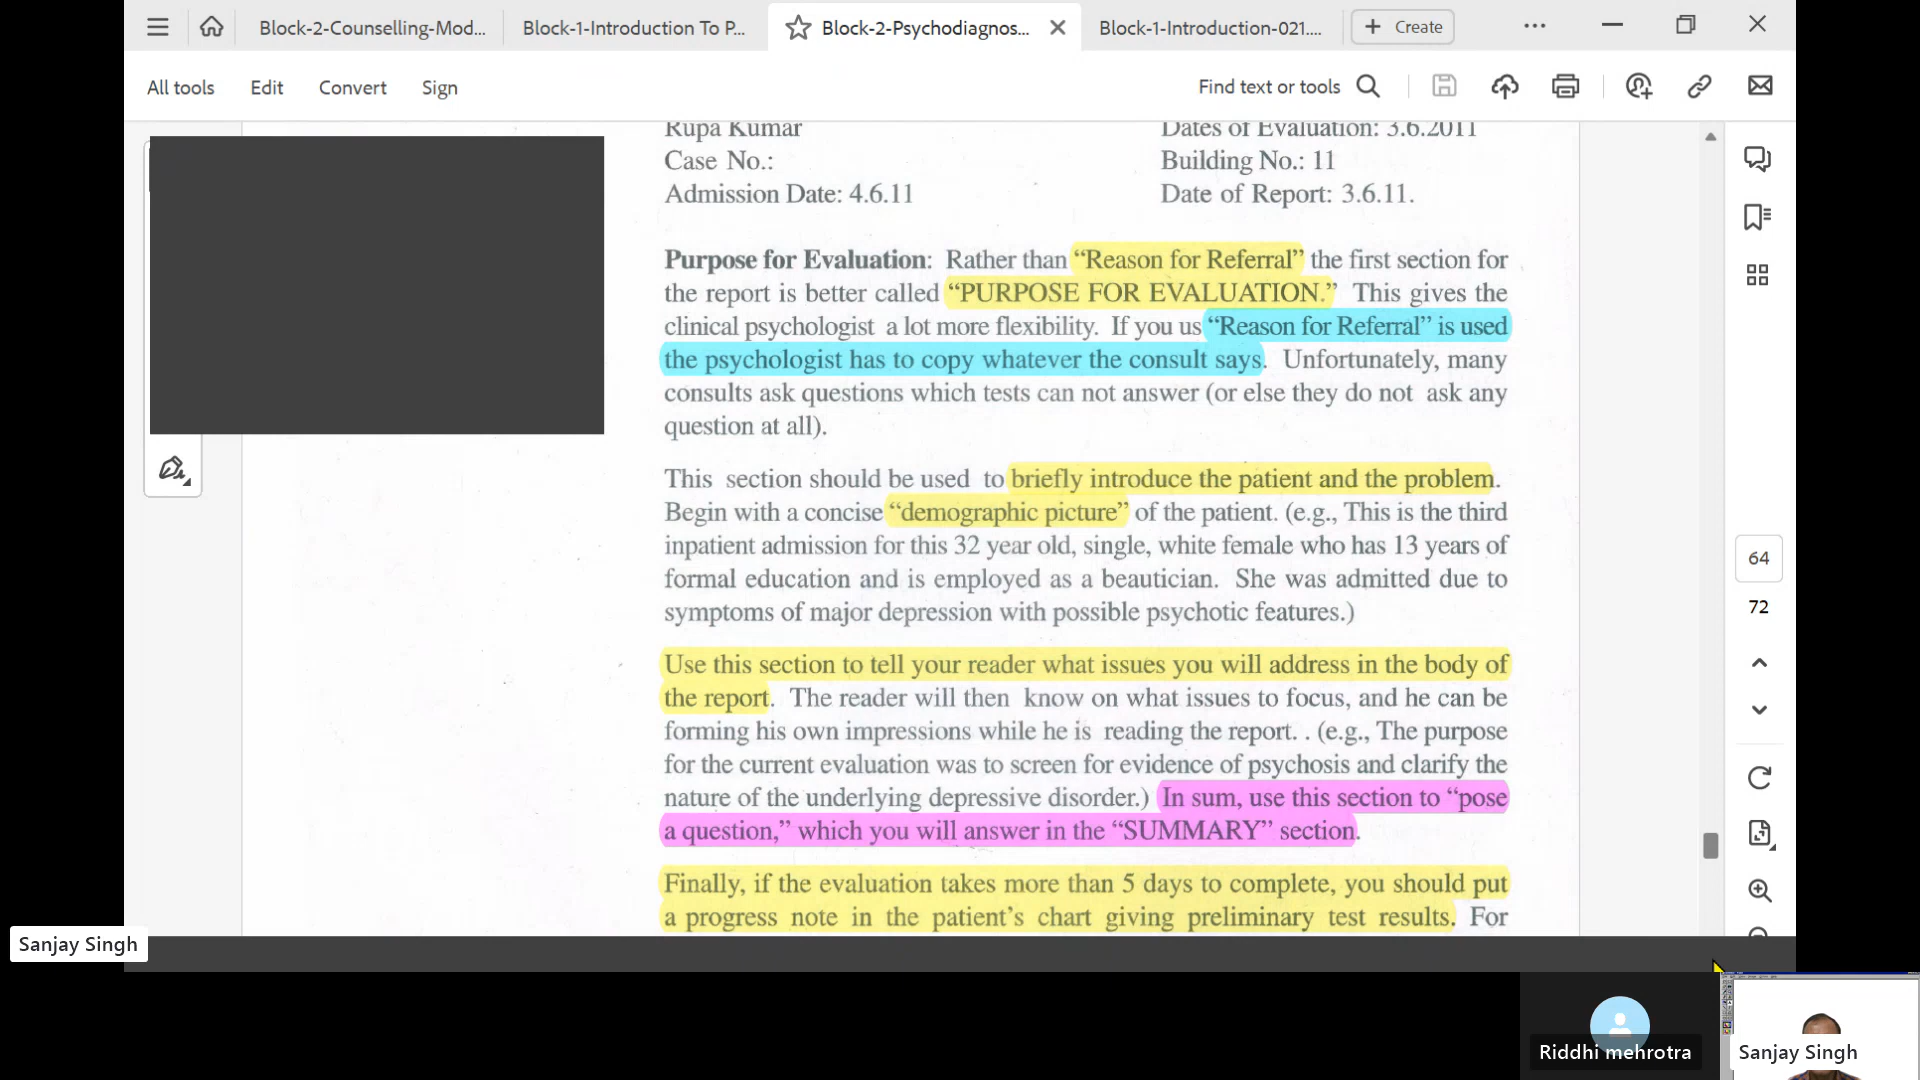 Block-2-Counselling-Mod...
Block-1-Introduction To P...
Block-2-Psychodiagnos...
Block-1-Introduction-021....
Create
All tools
Edit
Convert
Sign
Find text or tools
Rupa Kumar
Dates of Evaluation: 3.6.2011
Case No.:
Building No.: 11
Admission Date: 4.6.11
Date of Report: 3.6.11.
Purpose for Evaluation: Rather than “Reason for Referral” the first section for
the report is better called “PURPOSE FOR EVALUATION.” This gives the
clinical psychologist a lot more flexibility. If you us “Reason for Referral” is used
the psychologist has to copy whatever the consult says. Unfortunately, many
consults ask questions which tests can not answer (or else they do not ask any
question at all).
This section should be used to briefly introduce the patient and the problem.
Begin with a concise “demographic picture” of the patient. (e.g., This is the third
inpatient admission for this 32 year old, single, white female who has 13 years of
formal education and is employed as a beautician. She was admitted due to
symptoms of major depression with possible psychotic features.)
Use this section to tell your reader what issues you will address in the body of
the report. The reader will then know on what issues to focus, and he can be
forming his own impressions while he is reading the report. . (e.g., The purpose
for the current evaluation was to screen for evidence of psychosis and clarify the
nature of the underlying depressive disorder.) In sum, use this section to “pose
a question,” which you will answer in the “SUMMARY” section.
Finally, if the evaluation takes more than 5 days to complete, you should put
a progress note in the patient’s chart giving preliminary test results. For
64
72
Sanjay Singh
Riddhi mehrotra
Sanjay Singh